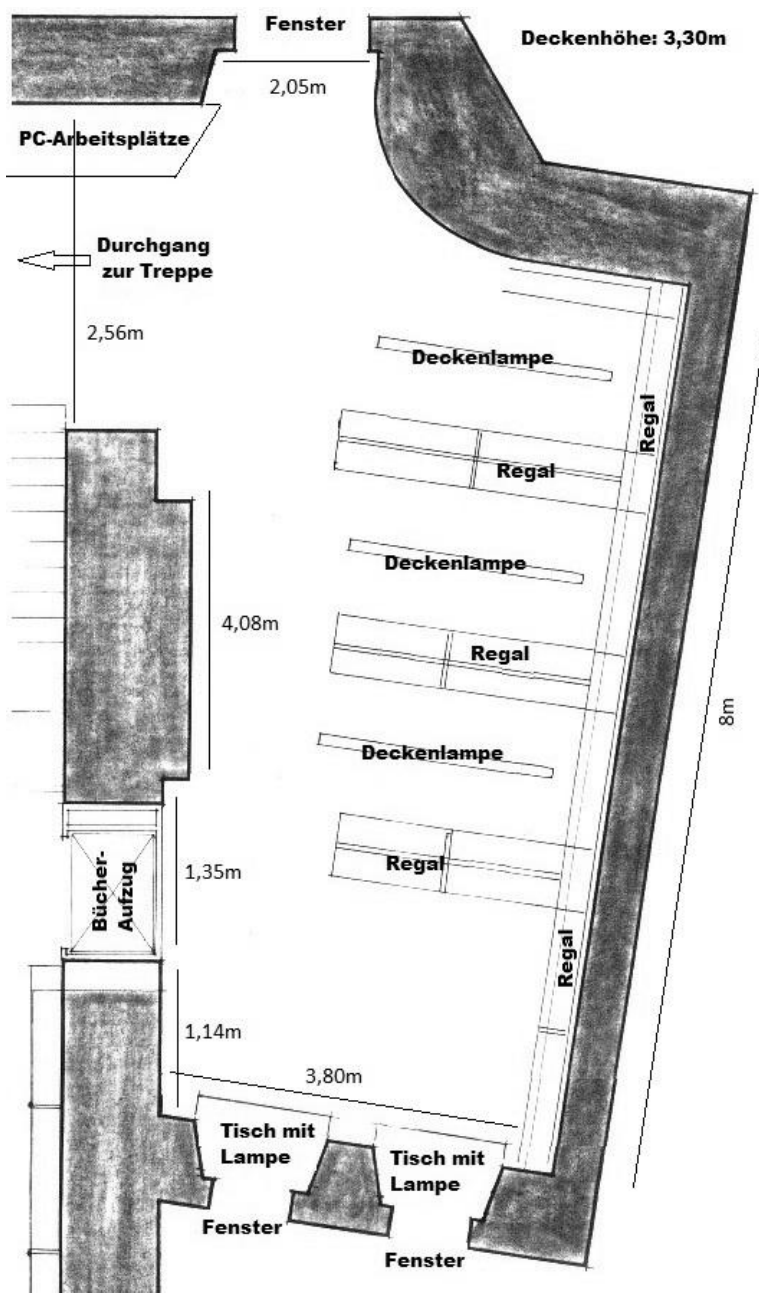 Fenster
Deckenhöhe: 3,30m
2,05m
PC-Arbeitsplätze
Durchgang
zur Treppe
2,56m
Deckenlampe
Regal
Regal
Deckenlampe
4,08m
Regal
8m
Deckenlampe
Regal
1,35m
Bücher-
Aufzug
Regal
1,14m
3,80m
Tisch mit
Lampe
Tisch mit
Lampe
Fenster
Fenster